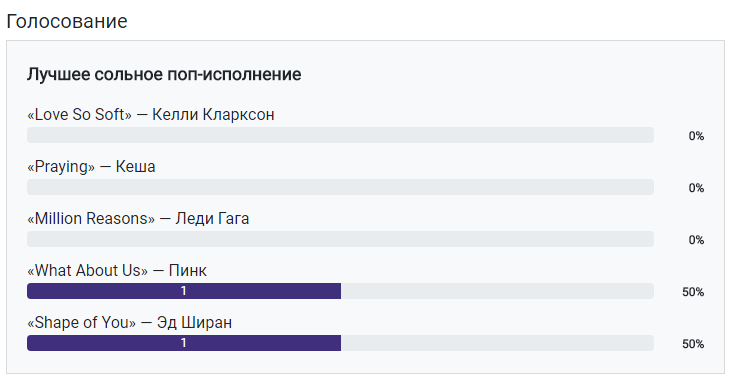 Голосование
Лучшее сольное поп-исполнение
«Love So Soft» — Келли Кларксон
0%
«Praying» — Кеша
0%
«Million Reasons» — Леди Гага
0%
«What About Us» — Пинк
1
50%
«Shape of You» — Эд Ширан
1
50%